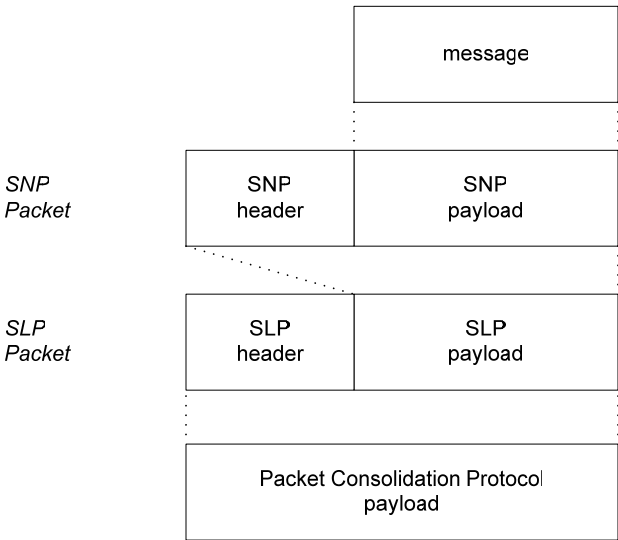 message
SNP
Packet
SNP
header
SNP
payload
SLP
Packet
SLP
header
SLP
payload
Packet Consolidation Protocol
payload